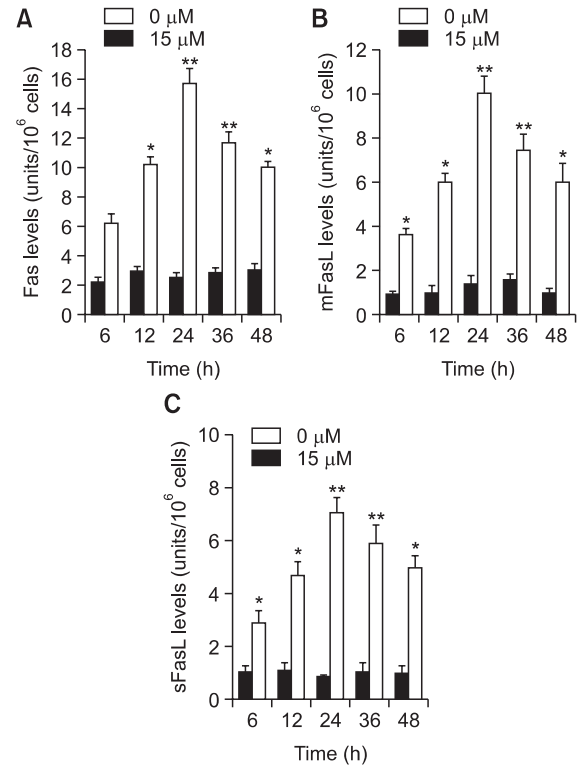 A
0 μM
15 μM
Fas levels (units/10⁶ cells)
18
16
14
12
10
8
6
4
2
0
*
**
**
*
6 12 24 36 48
Time (h)
B
0 μM
15 μM
mFasL levels (units/10⁶ cells)
12
10
8
6
4
2
0
*
*
**
**
*
6 12 24 36 48
Time (h)
C
0 μM
15 μM
sFasL levels (units/10⁶ cells)
10
8
6
4
2
0
*
*
**
**
*
6 12 24 36 48
Time (h)